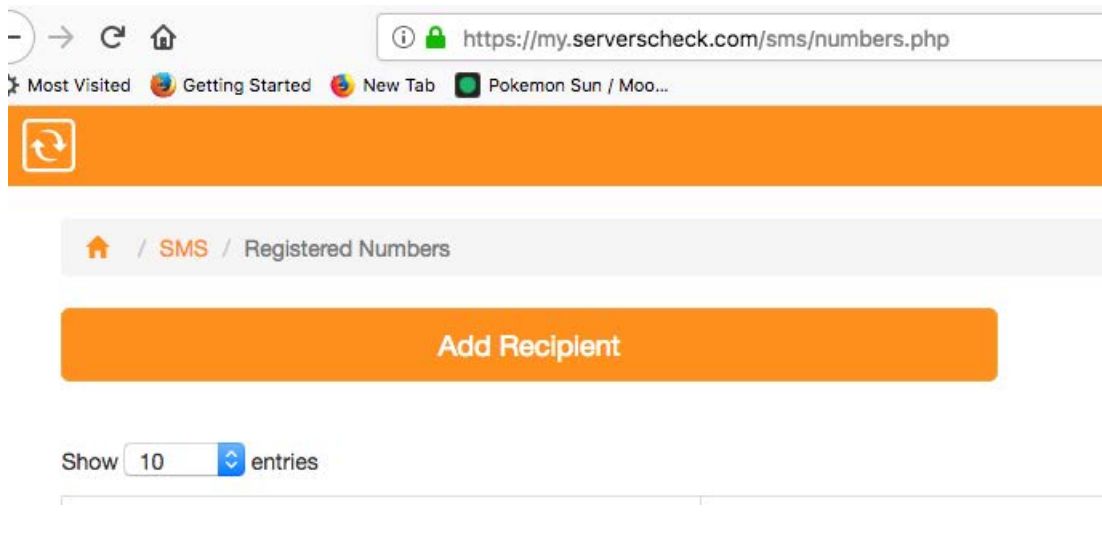 https://my.serverscheck.com/sms/numbers.php
Most Visited Getting Started New Tab Pokemon Sun / Moo...
/ SMS / Registered Numbers
Add Recipient
Show 10 entries